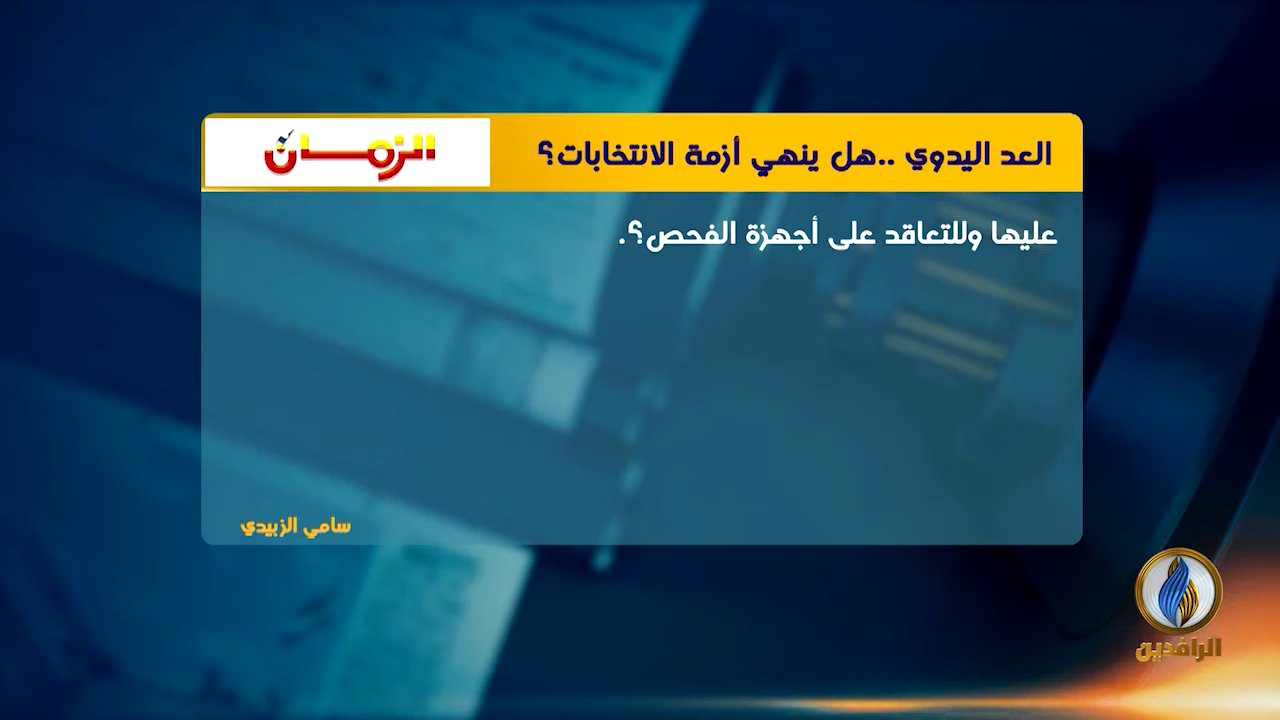 العد اليدوي ..هل ينهي أزمة الانتخابات؟
الزمان
عليها وللتعاقد على أجهزة الفحص؟.
سامي الزبيدي
الرافدين